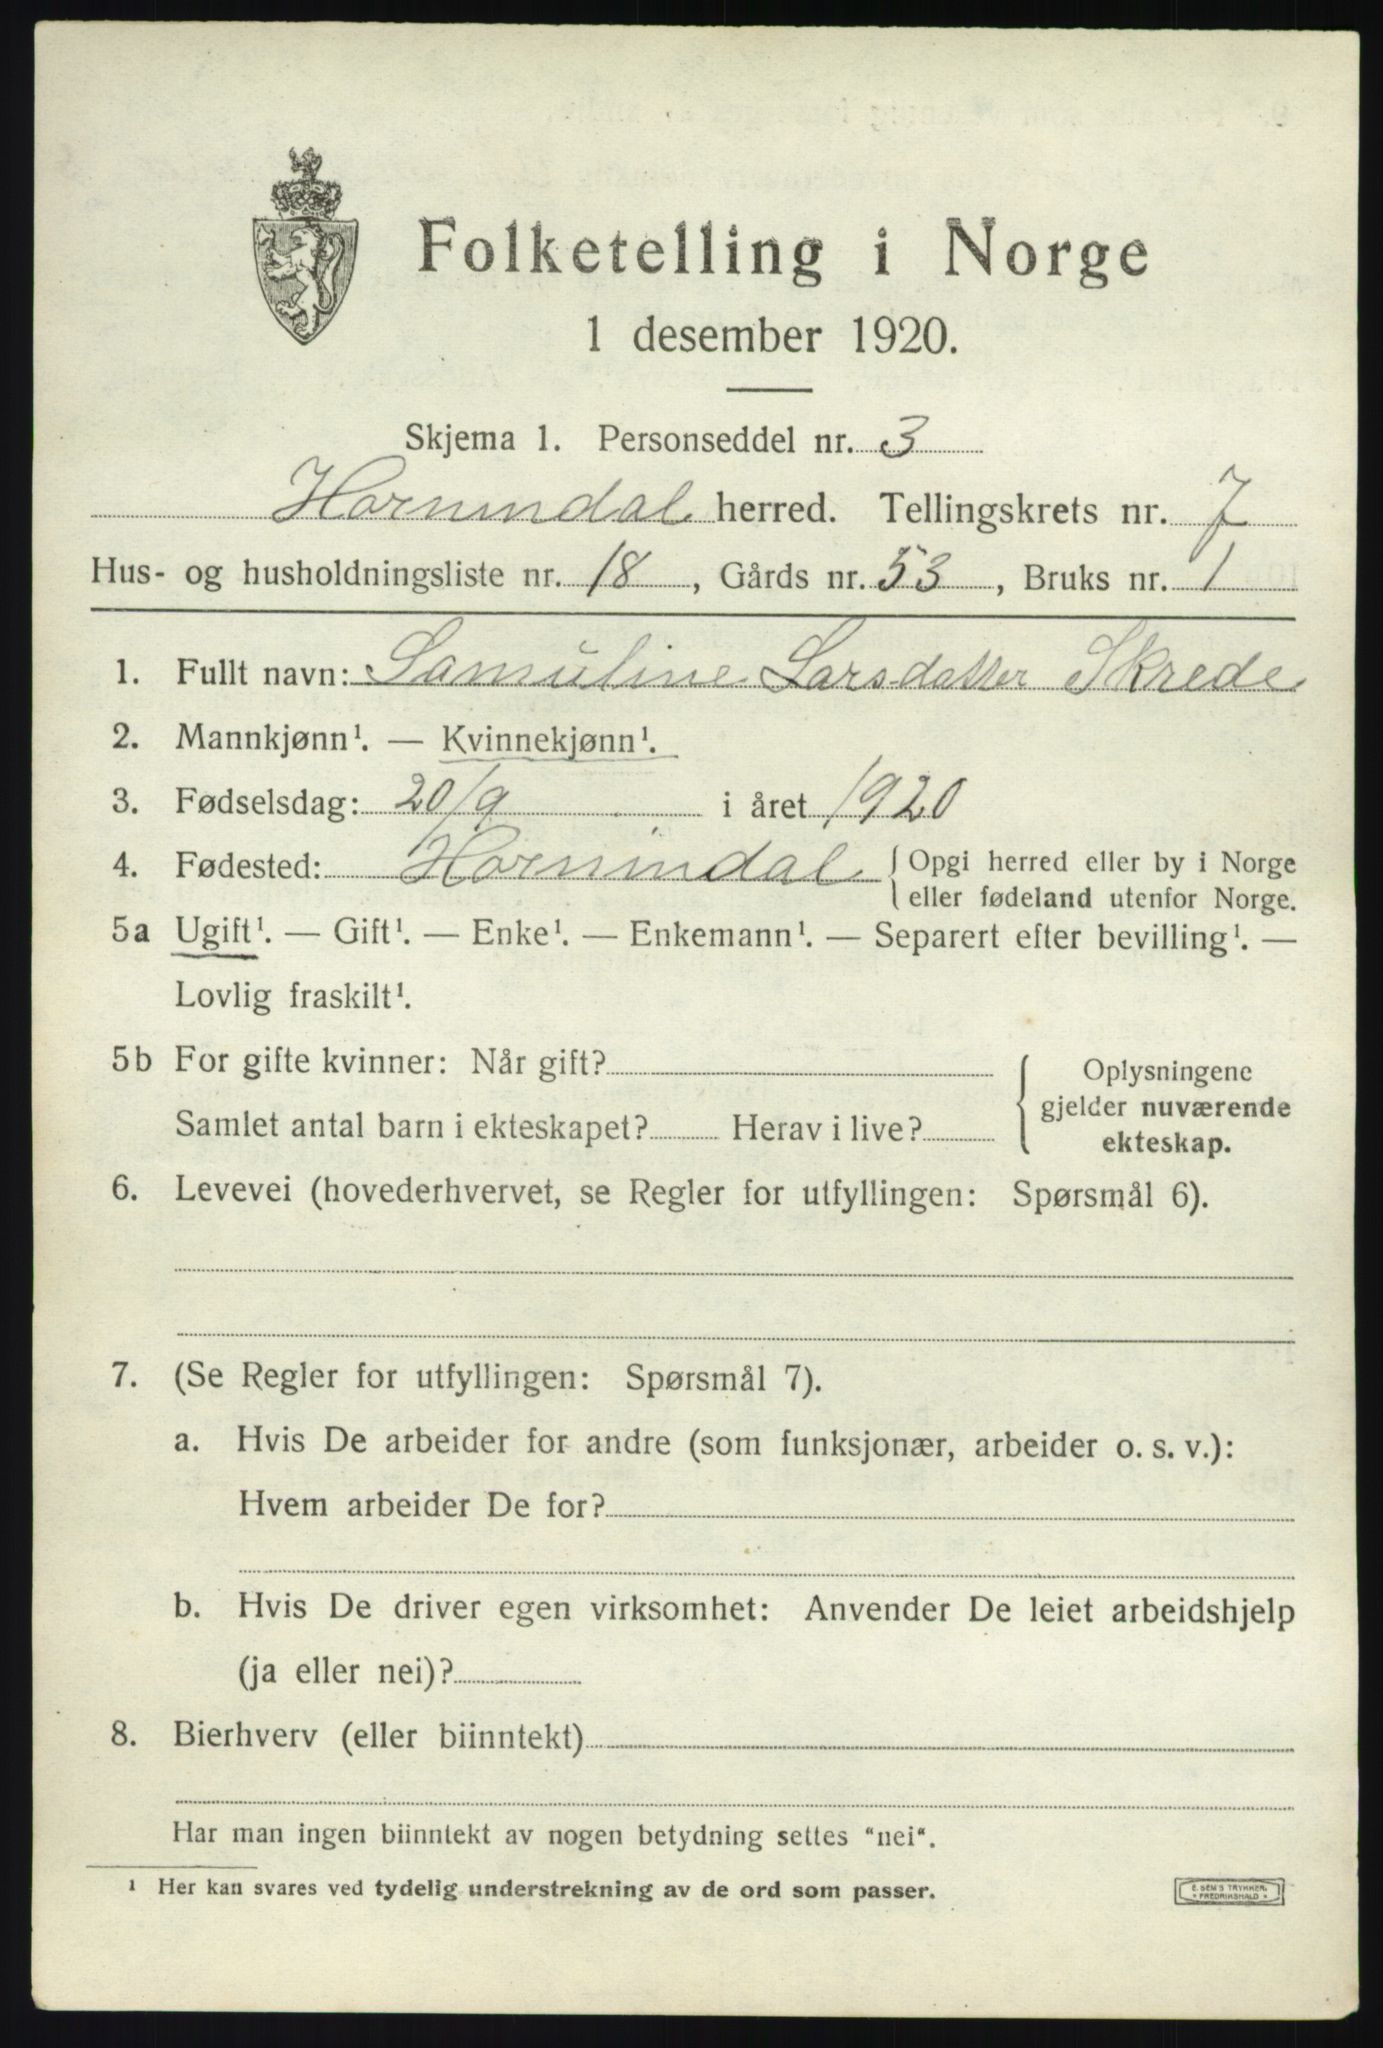 Folketelling i Norge
1 desember 1920.
Skjema 1. Personseddel nr. 3
Hornindal herred. Tellingskrets nr. 7
Hus- og husholdningsliste nr. 18, Gårds nr. 53, Bruks nr. 1
1. Fullt navn: Samuline Larsdatter Skrede
2. Mannkjønn¹. — Kvinnekjønn¹.
3. Fødselsdag: 20/9 i året 1920
4. Fødested: Hornindal { Opgi herred eller by i Norge
eller fødeland utenfor Norge.
5a Ugift¹. — Gift¹. — Enke¹. — Enkemann¹. — Separert efter bevilling¹. —
Lovlig fraskilt¹.
5b For gifte kvinner: Når gift?
Samlet antal barn i ekteskapet? Herav i live?
{ Oplysningene
gjelder nuværende
ekteskap.
6. Levevei (hovederhvervet, se Regler for utfyllingen: Spørsmål 6).
7. (Se Regler for utfyllingen: Spørsmål 7).
a. Hvis De arbeider for andre (som funksjonær, arbeider o. s. v.):
Hvem arbeider De for?
b. Hvis De driver egen virksomhet: Anvender De leiet arbeidshjelp
(ja eller nei)?
8. Bierhverv (eller biinntekt)
Har man ingen biinntekt av nogen betydning settes "nei".
¹ Her kan svares ved tydelig understrekning av de ord som passer.
E. SEM'S TRYKKERI.
* FREDRIKSHALD *